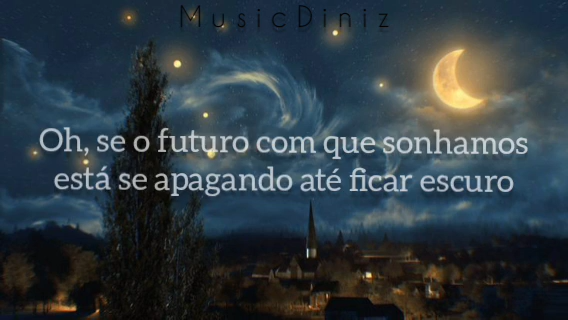 MusicDiniz
Oh, se o futuro com que sonhamos
está se apagando até ficar escuro